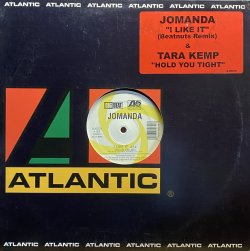 ATLANTIC ATLANTIC ATLANTIC ATLANTIC
JOMANDA
"I LIKE IT"
(Beatnuts Remix)
&
TARA KEMP
"HOLD YOU TIGHT"
JOMANDA
ATLANTIC
®
ATLANTIC ATLANTIC ATLANTIC ATLANTIC ATLANTIC